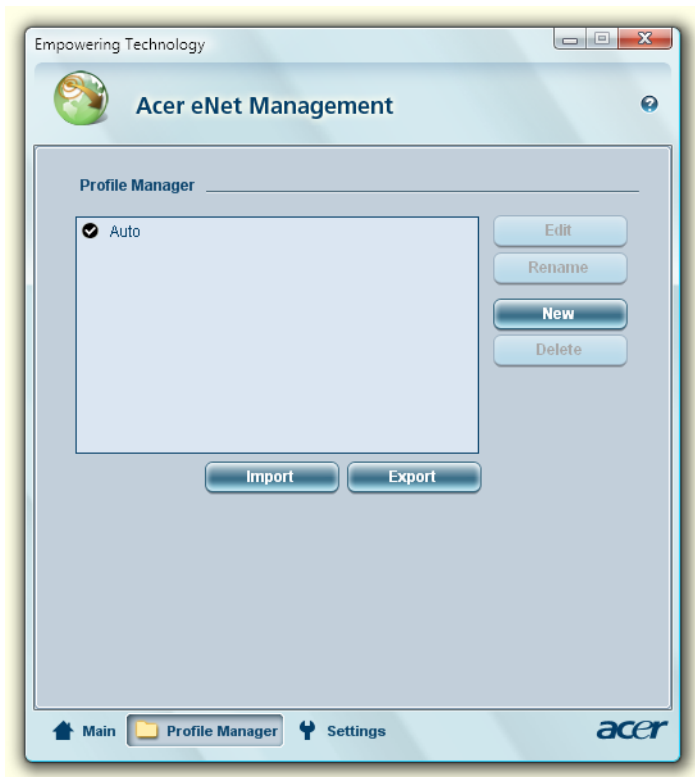 Empowering Technology
Acer eNet Management
Profile Manager
Auto
Edit
Rename
New
Delete
Import
Export
Main
Profile Manager
Settings
acer